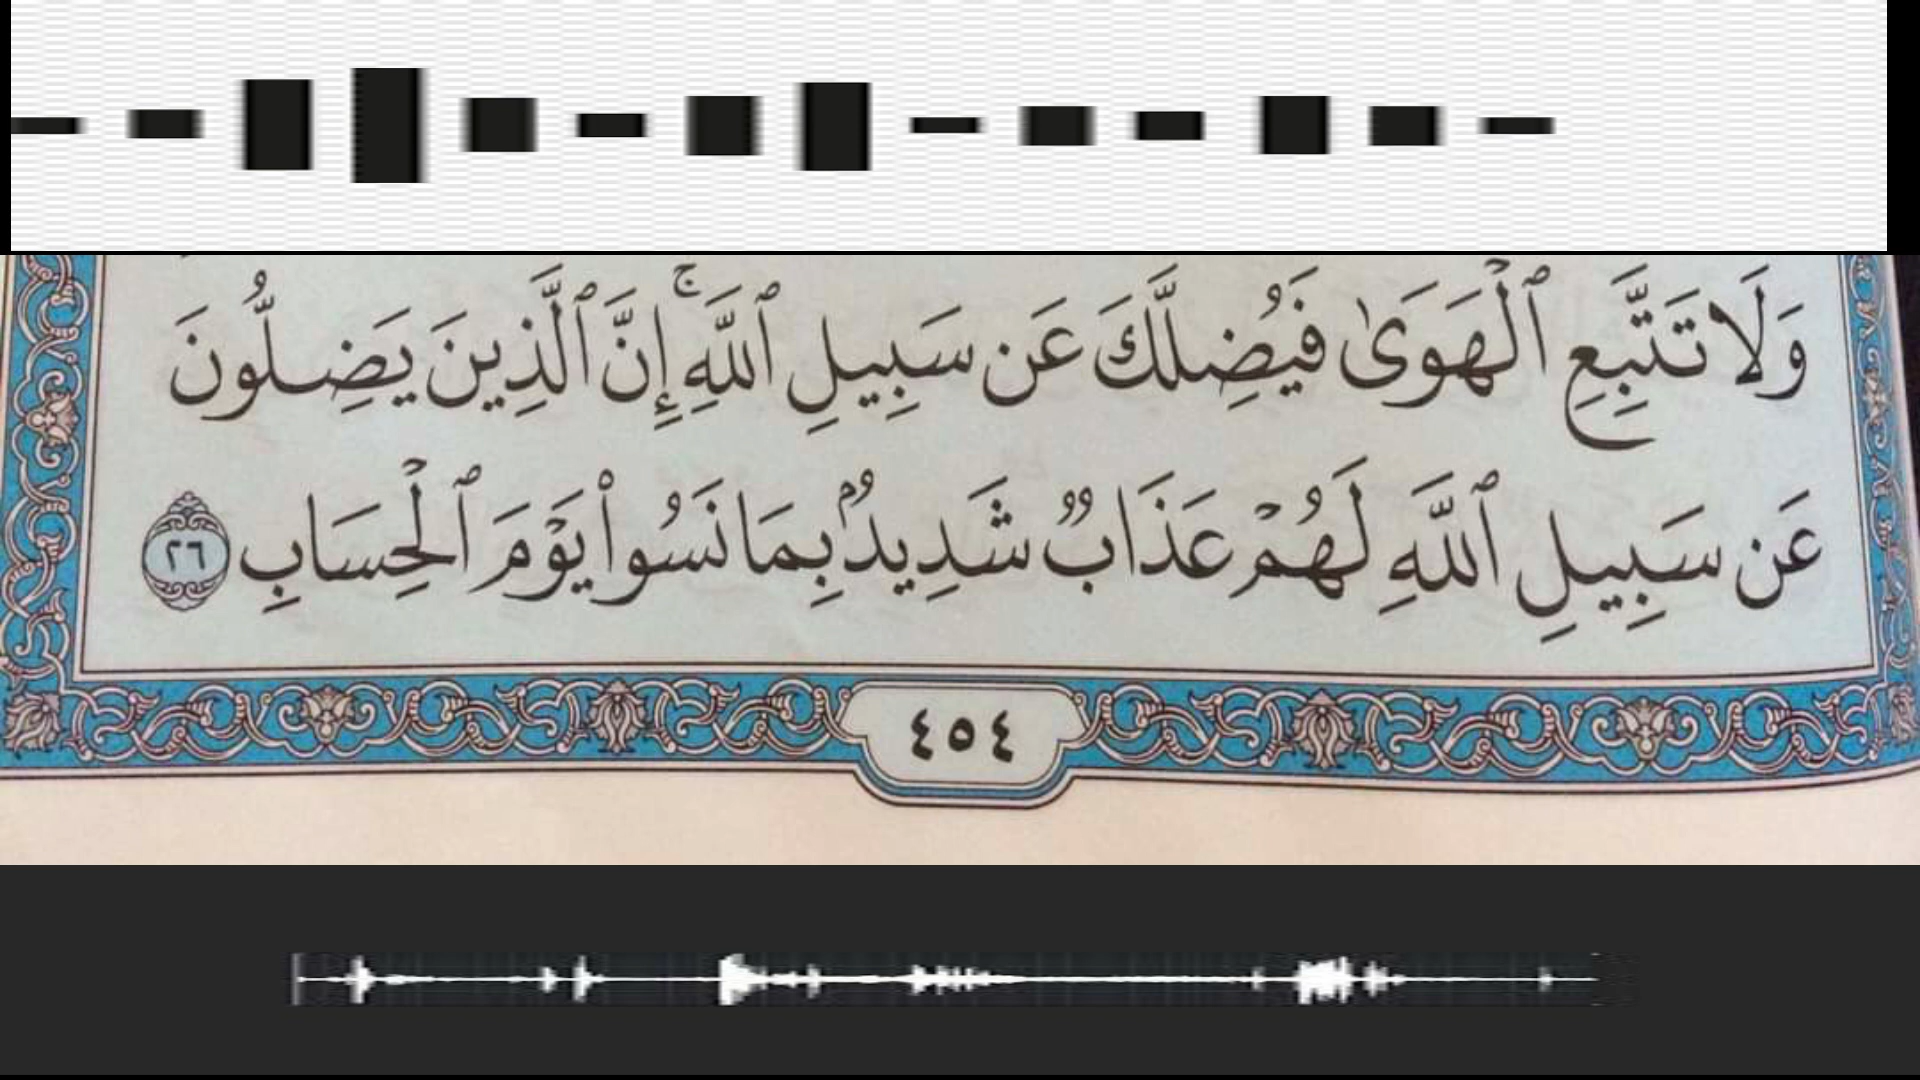 وَلَا تَتَّبِعِ ٱلْهَوَىٰ فَيُضِلَّكَ عَن سَبِيلِ ٱللَّهِ ۚ إِنَّ ٱلَّذِينَ يَضِلُّونَ
عَن سَبِيلِ ٱللَّهِ لَهُمْ عَذَابٌ شَدِيدٌۢ بِمَا نَسُوا۟ يَوْمَ ٱلْحِسَابِ ٢٦
٤٥٤